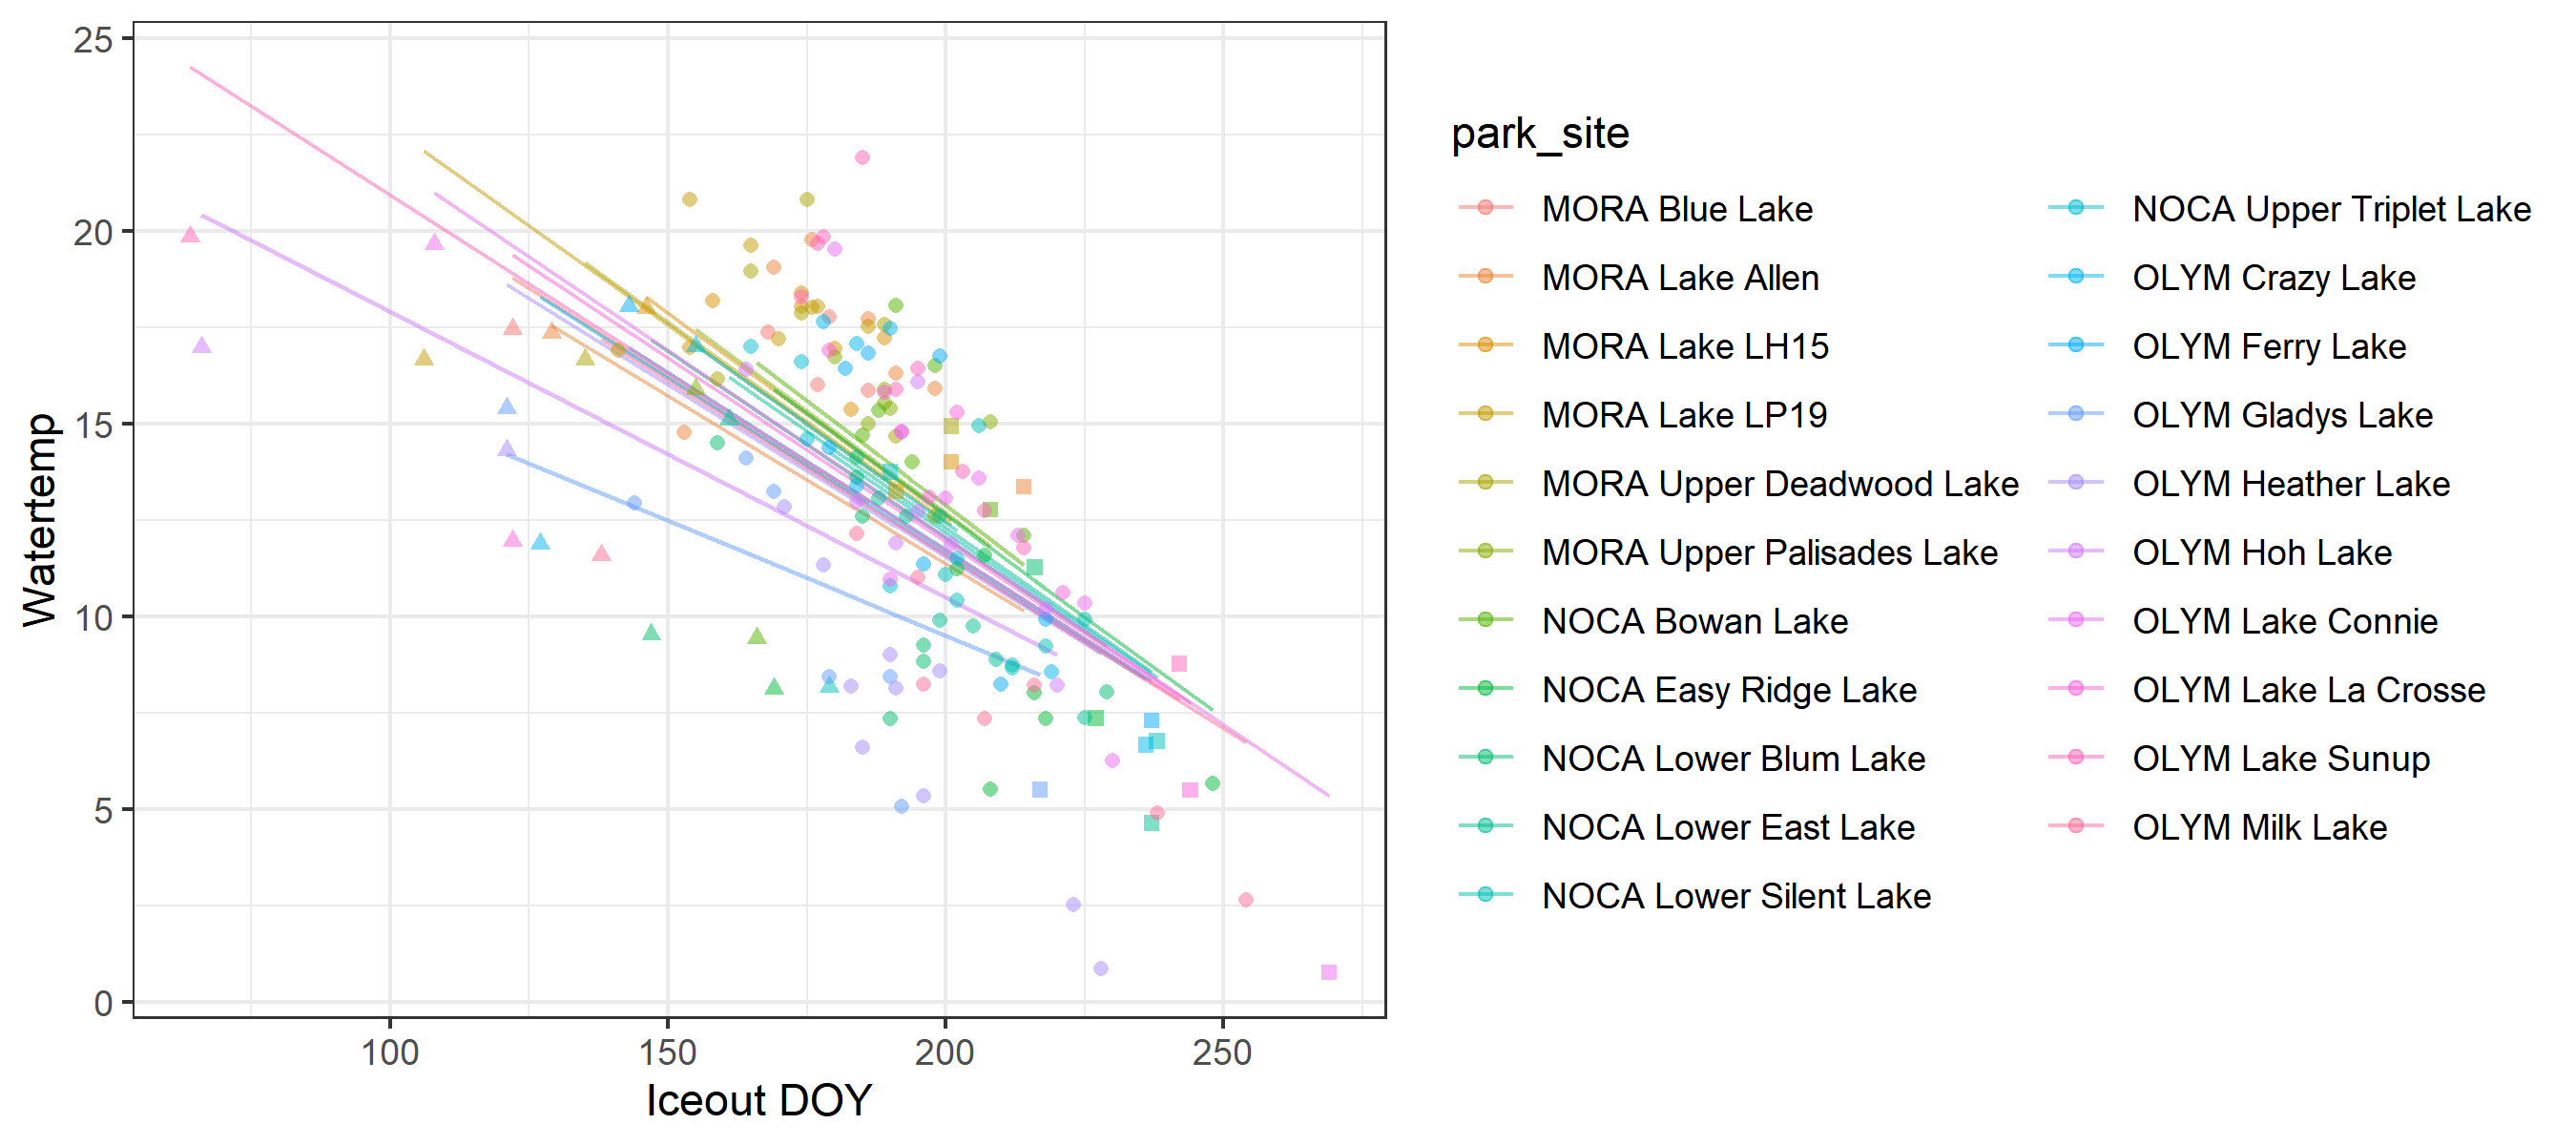 25
20
15
10
5
0
Watertemp
100
150
200
250
Iceout DOY
park_site
MORA Blue Lake
MORA Lake Allen
MORA Lake LH15
MORA Lake LP19
MORA Upper Deadwood Lake
MORA Upper Palisades Lake
NOCA Bowan Lake
NOCA Easy Ridge Lake
NOCA Lower Blum Lake
NOCA Lower East Lake
NOCA Lower Silent Lake
NOCA Upper Triplet Lake
OLYM Crazy Lake
OLYM Ferry Lake
OLYM Gladys Lake
OLYM Heather Lake
OLYM Hoh Lake
OLYM Lake Connie
OLYM Lake La Crosse
OLYM Lake Sunup
OLYM Milk Lake